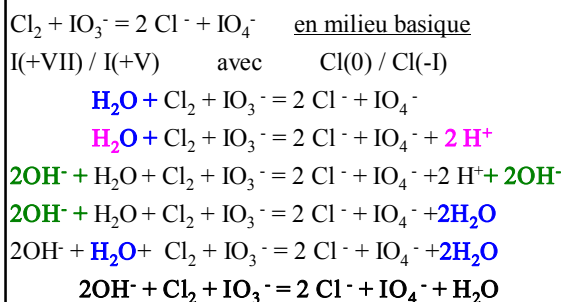 Cl₂ + IO₃⁻ = 2 Cl⁻ + IO₄⁻ en milieu basique
I(+VII) / I(+V) avec Cl(0) / Cl(-I)
H₂O + Cl₂ + IO₃⁻ = 2 Cl⁻ + IO₄⁻
H₂O + Cl₂ + IO₃⁻ = 2 Cl⁻ + IO₄⁻ + 2 H⁺
2OH⁻ + H₂O + Cl₂ + IO₃⁻ = 2 Cl⁻ + IO₄⁻ +2 H⁺+ 2OH⁻
2OH⁻ + H₂O + Cl₂ + IO₃⁻ = 2 Cl⁻ + IO₄⁻ +2H₂O
2OH⁻ + H₂O+ Cl₂ + IO₃⁻ = 2 Cl⁻ + IO₄⁻ +2H₂O
2OH⁻ + Cl₂ + IO₃⁻ = 2 Cl⁻ + IO₄⁻ + H₂O